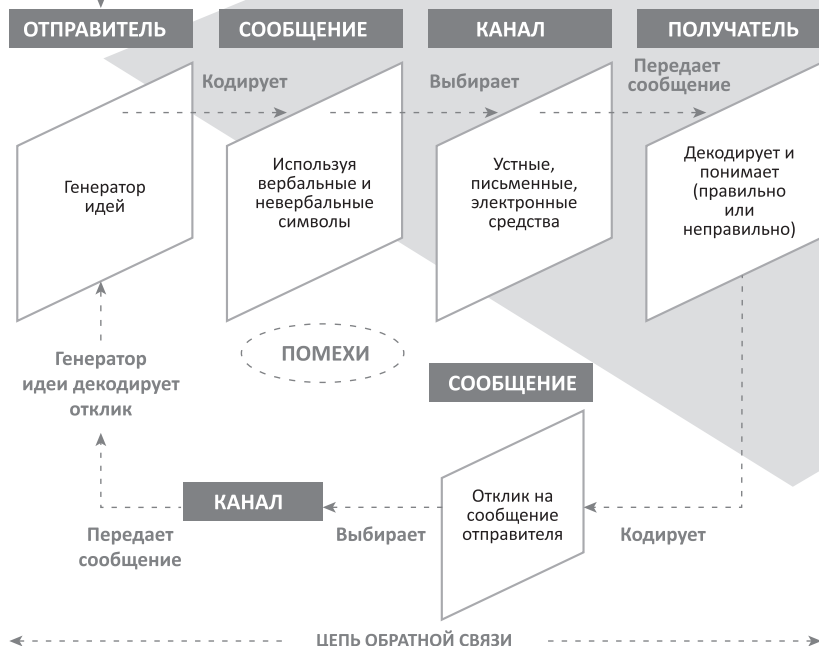 ОТПРАВИТЕЛЬ
СООБЩЕНИЕ
КАНАЛ
ПОЛУЧАТЕЛЬ
Кодирует
Выбирает
Передает
сообщение
Генератор
идей
Используя
вербальные и
невербальные
символы
Устные,
письменные,
электронные
средства
Декодирует и
понимает
(правильно
или
неправильно)
ПОМЕХИ
Генератор
идеи декодирует
отклик
СООБЩЕНИЕ
КАНАЛ
Отклик на
сообщение
отправителя
Передает
сообщение
Выбирает
Кодирует
ЦЕПЬ ОБРАТНОЙ СВЯЗИ